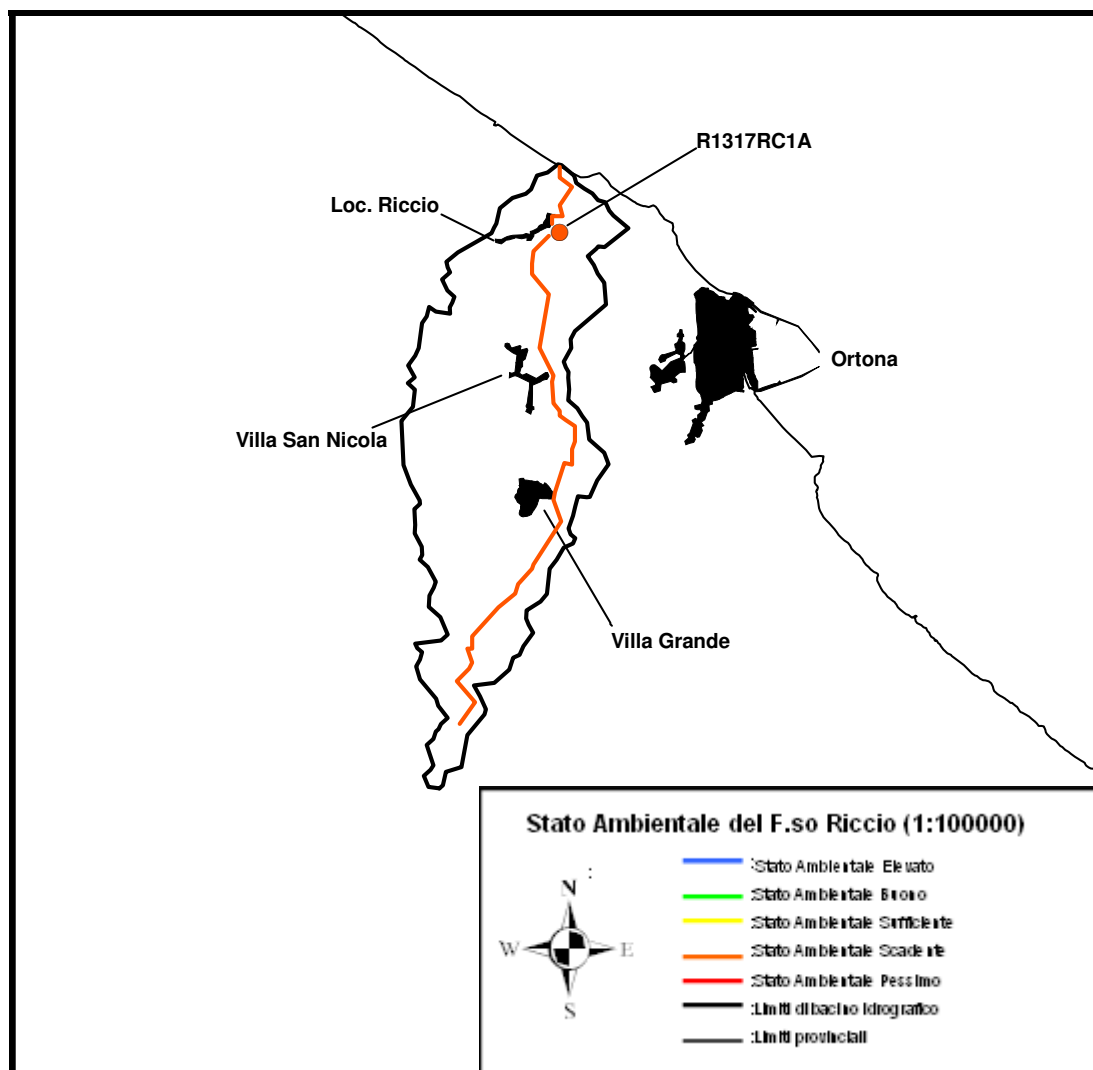 R1317RC1A
Loc. Riccio
Ortona
Villa San Nicola
Villa Grande
Stato Ambientale del F.so Riccio (1:100000)
:
N
W E
S
:Stato Ambientale Elevato
:Stato Ambientale Buono
:Stato Ambientale Sufficiente
:Stato Ambientale Scadente
:Stato Ambientale Pessimo
:Limiti di bacino idrografico
:Limiti provinciali